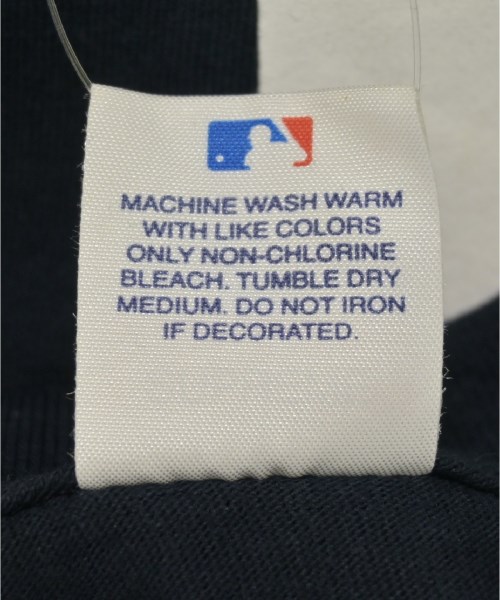 MACHINE WASH WARM
WITH LIKE COLORS
ONLY NON-CHLORINE
BLEACH. TUMBLE DRY
MEDIUM. DO NOT IRON
IF DECORATED.